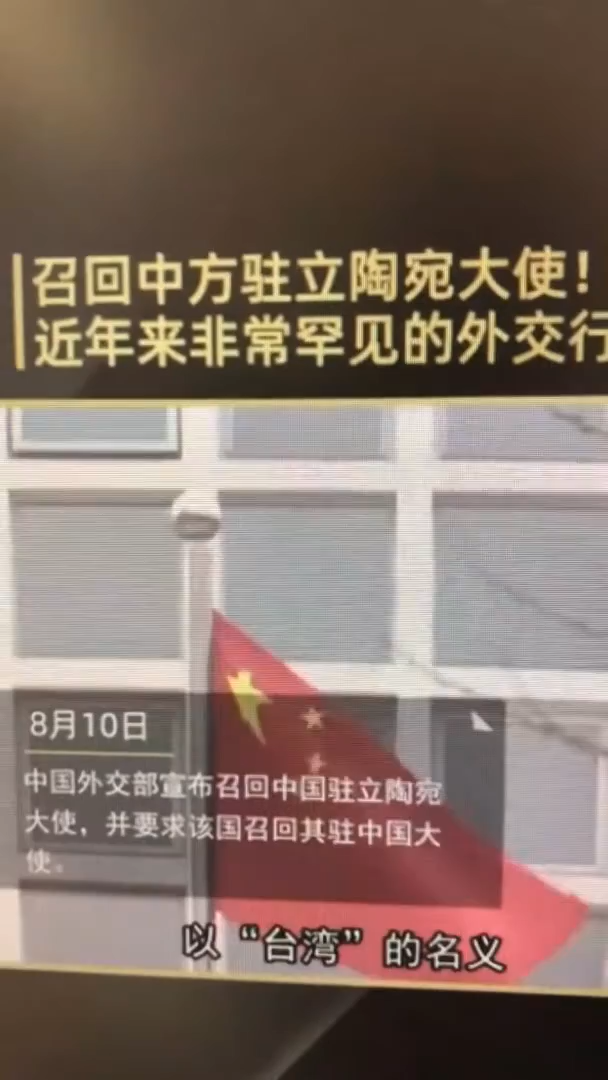 召回中方驻立陶宛大使！
近年来非常罕见的外交行
8月10日
中国外交部宣布召回中国驻立陶宛
大使，并要求该国召回其驻中国大
使。
以“台湾”的名义